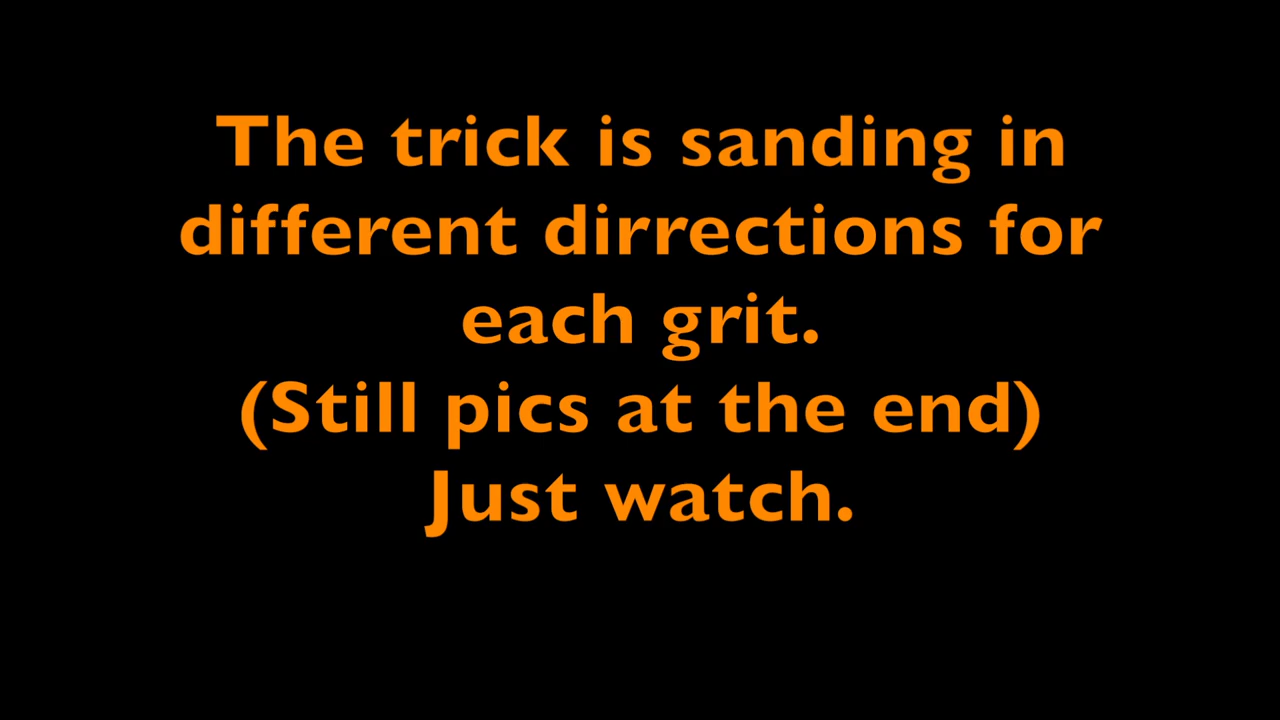 The trick is sanding in
different dirrections for
each grit.
(Still pics at the end)
Just watch.